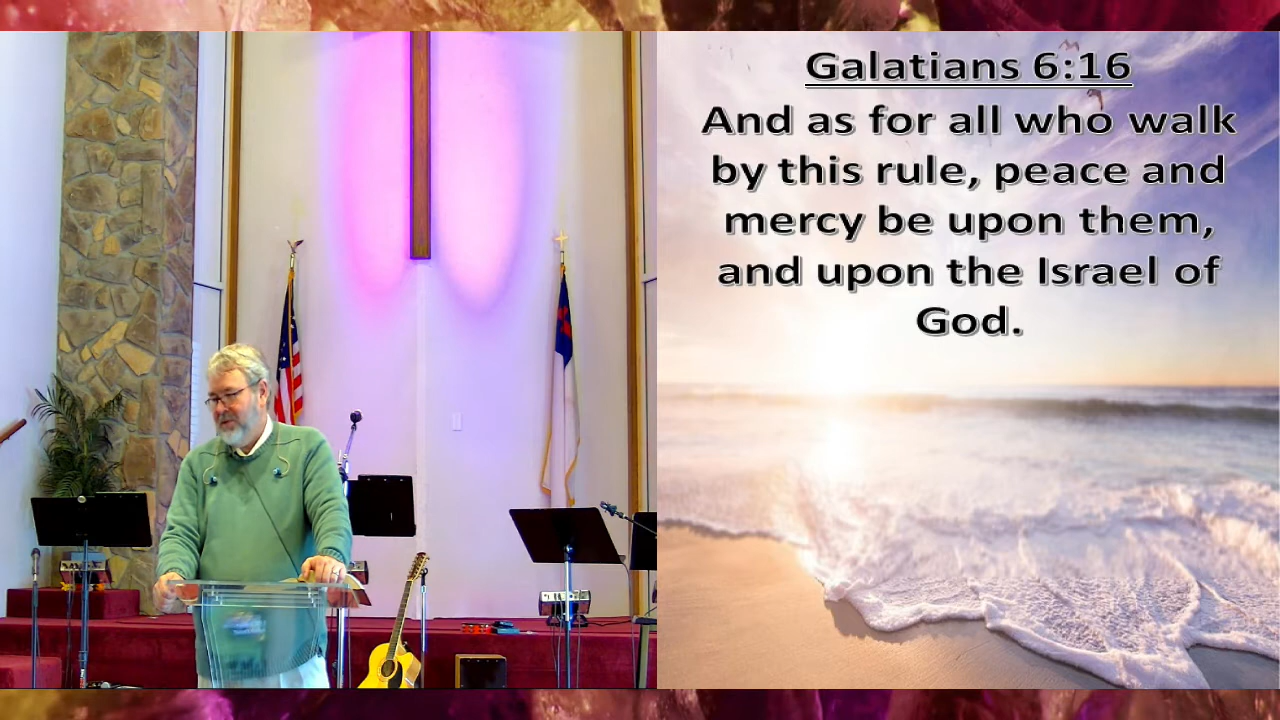 Galatians 6:16
And as for all who walk
by this rule, peace and
mercy be upon them,
and upon the Israel of
God.